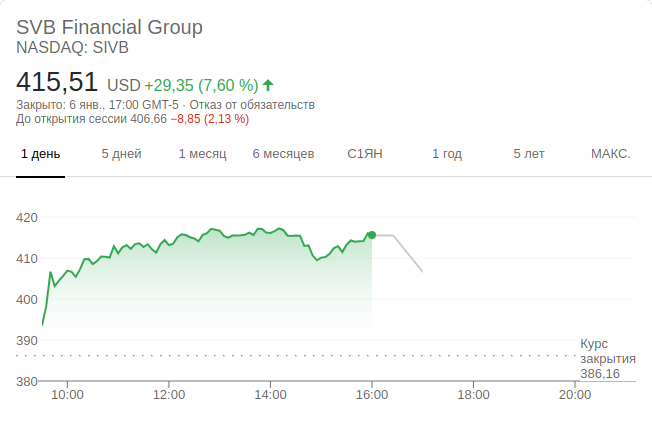 SVB Financial Group
NASDAQ: SIVB
415,51 USD +29,35 (7,60 %)
Закрыто: 6 янв., 17:00 GMT-5 · Отказ от обязательств
До открытия сессии 406,66 −8,85 (2,13 %)
1 день 5 дней 1 месяц 6 месяцев С1ЯН 1 год 5 лет МАКС.
420
410
400
390
Курс
закрытия
386,16
380
10:00 12:00 14:00 16:00 18:00 20:00